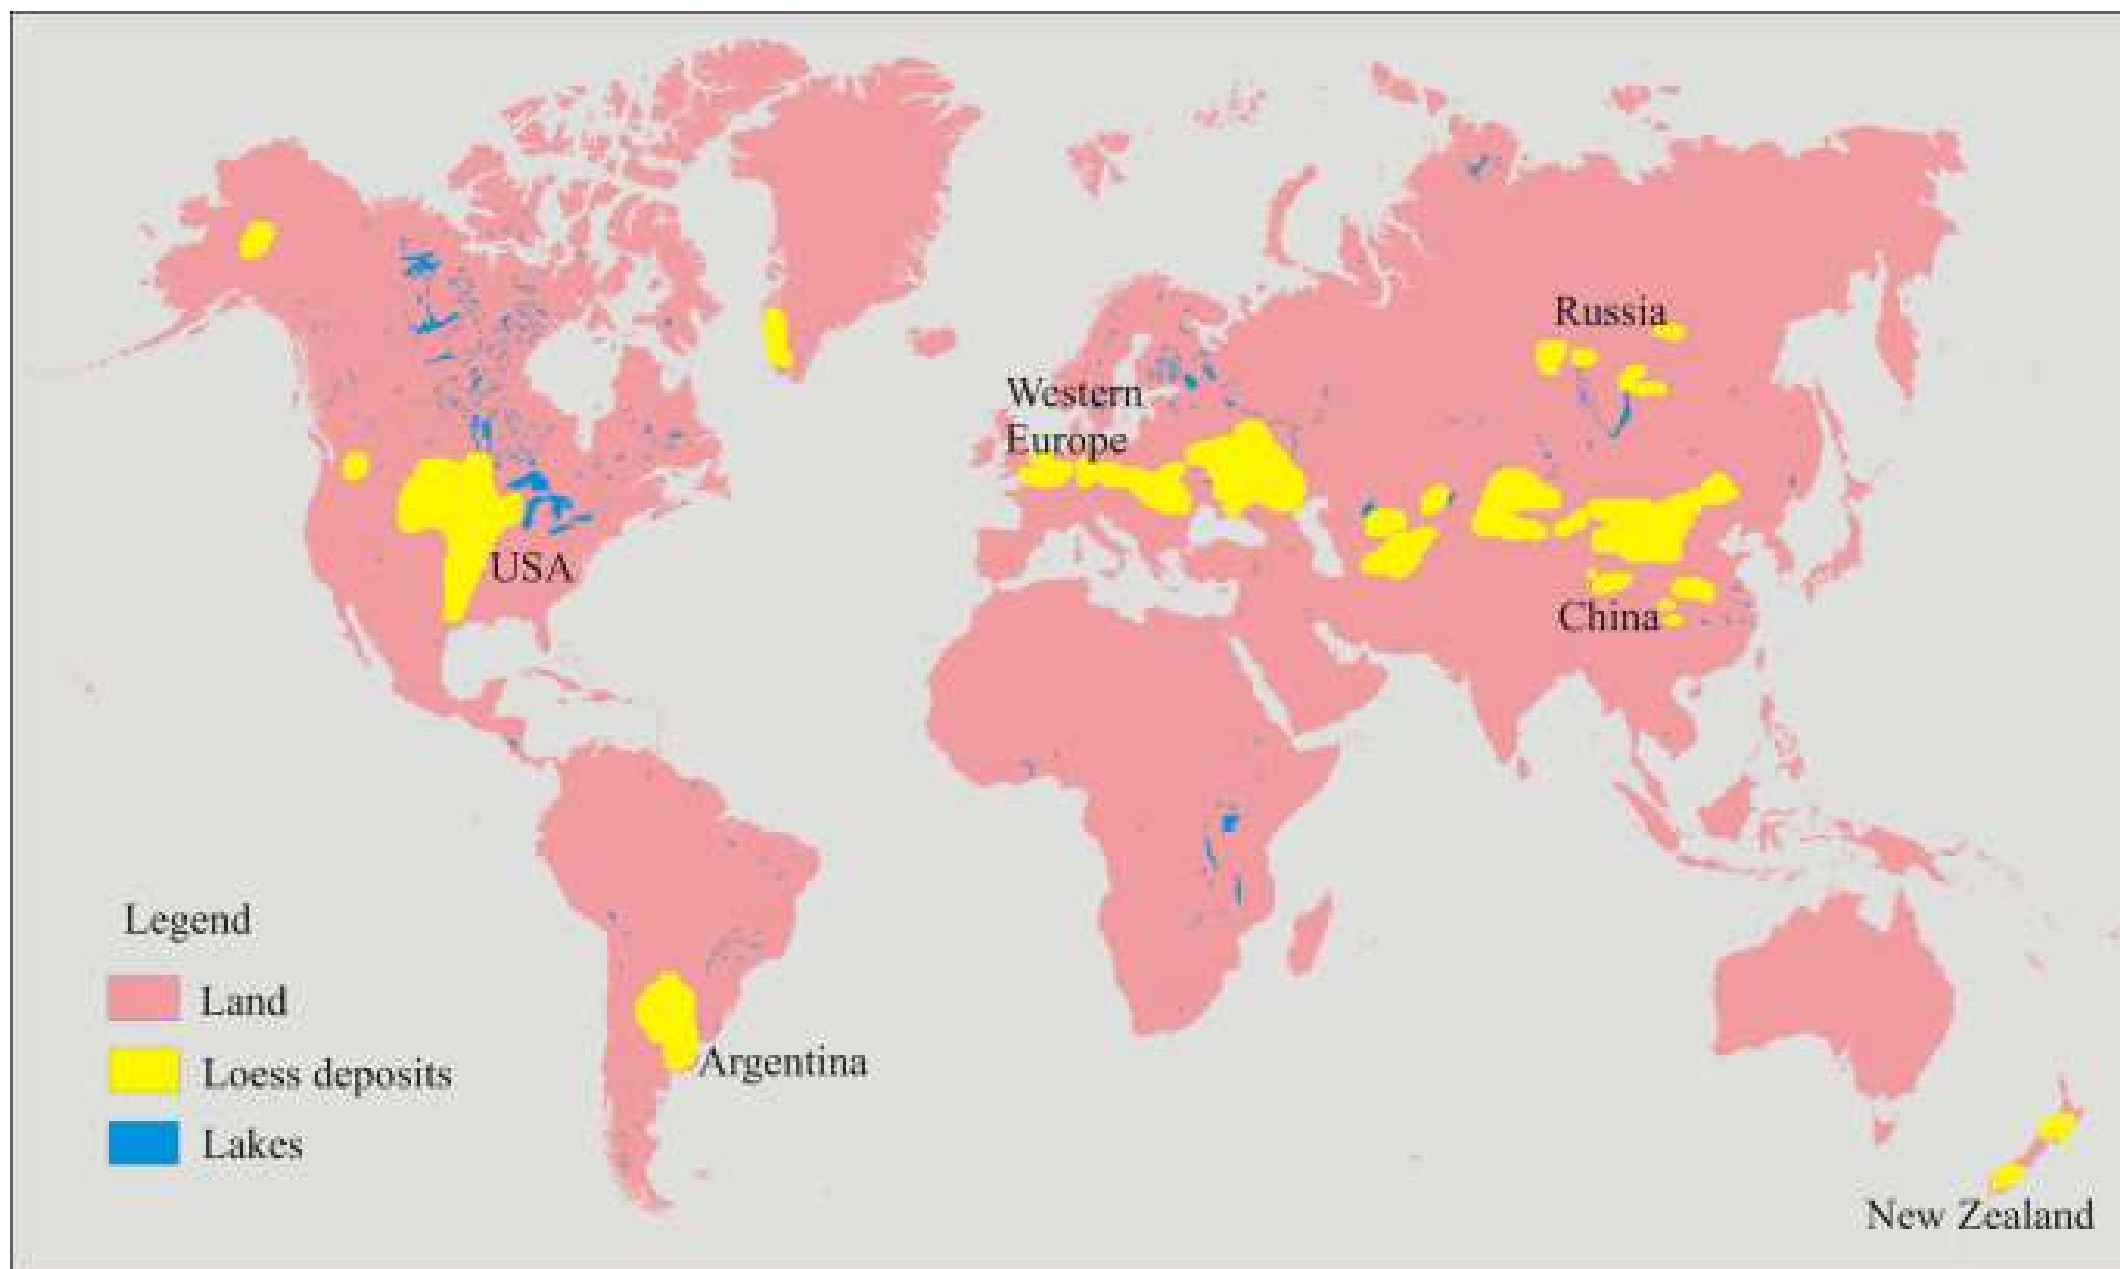 Russia
Western
Europe
USA
China
Legend
Land
Argentina
Loess deposits
Lakes
New Zealand